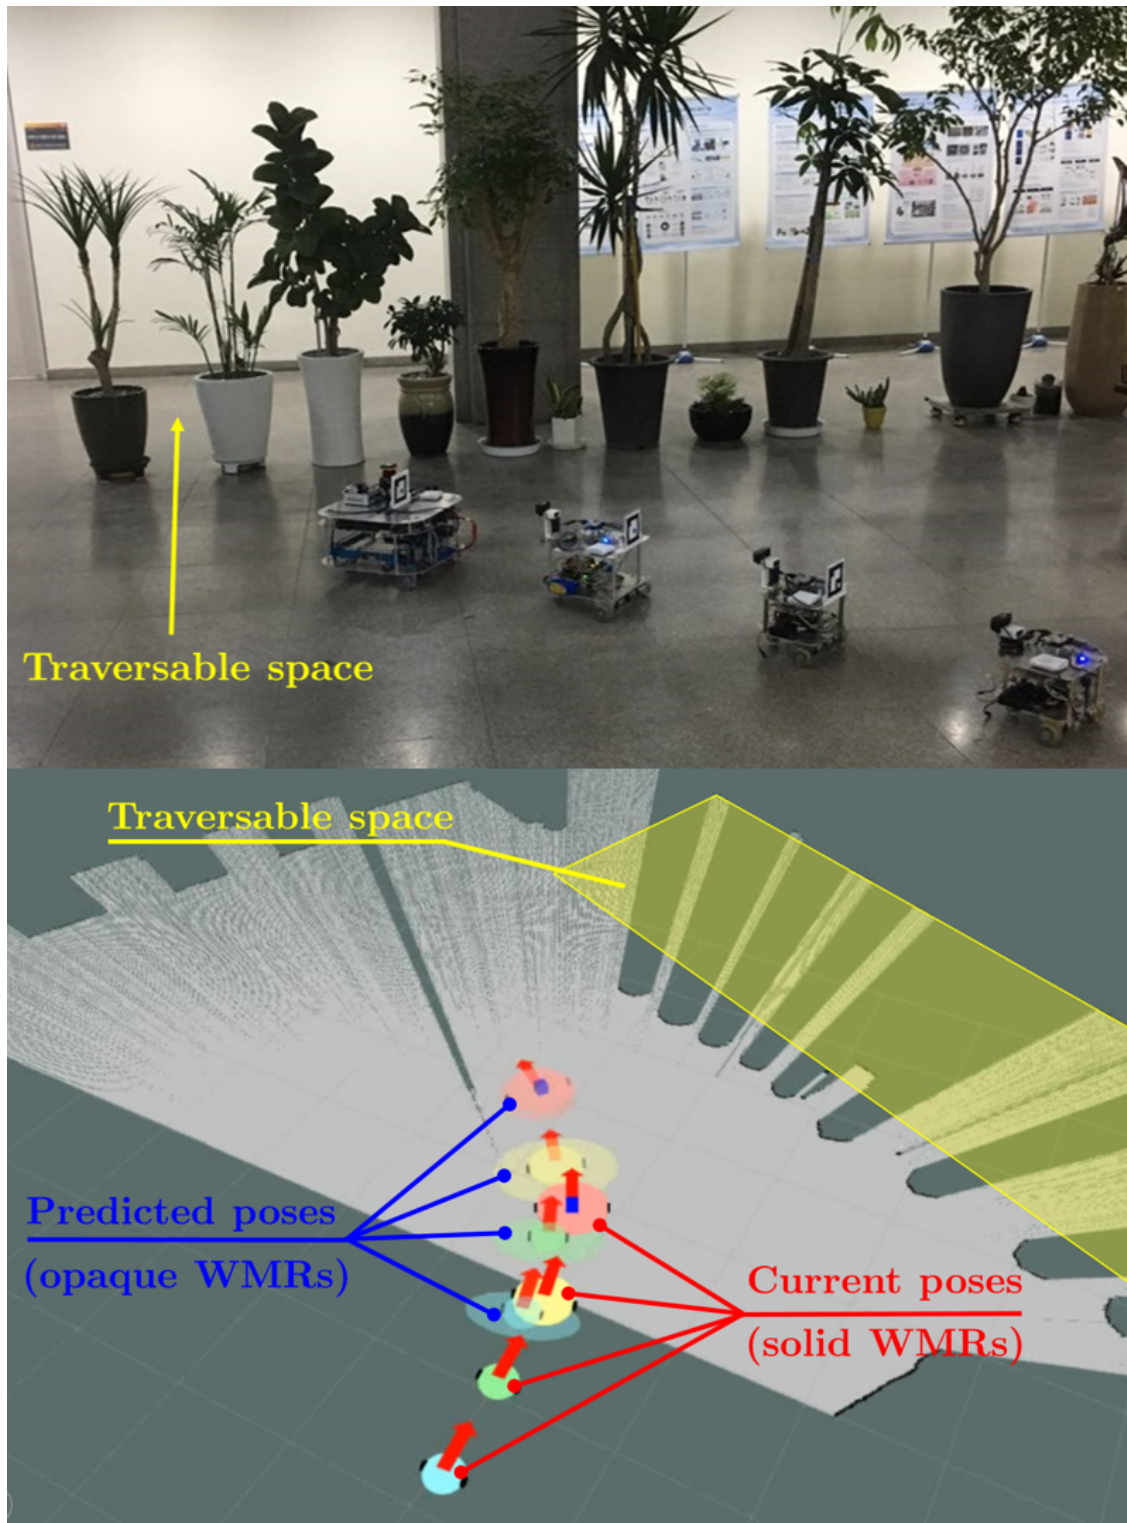 Traversable space
Traversable space
Predicted poses
(opaque WMRs)
Current poses
(solid WMRs)